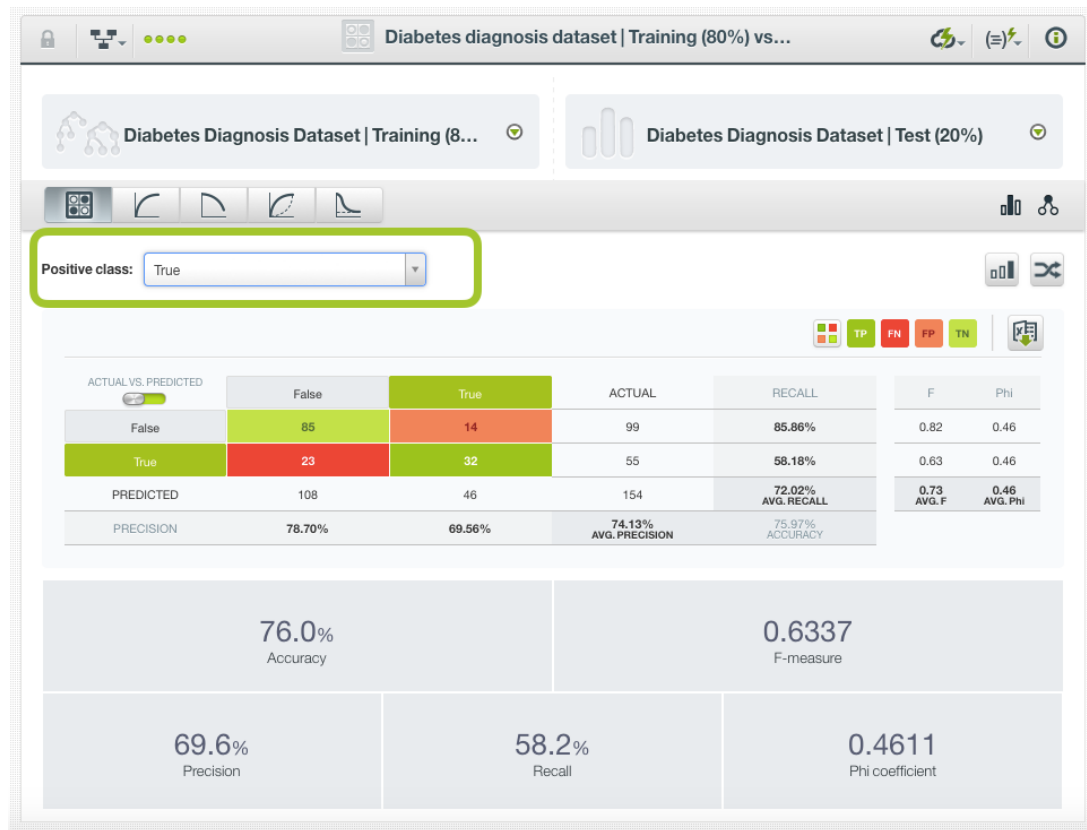 Diabetes diagnosis dataset | Training (80%) vs...
Diabetes Diagnosis Dataset | Training (8...
Diabetes Diagnosis Dataset | Test (20%)
Positive class: True
TP FN FP TN
ACTUAL VS. PREDICTED False True ACTUAL RECALL F Phi
False 85 14 99 85.86% 0.82 0.46
True 23 32 55 58.18% 0.63 0.46
PREDICTED 108 46 154 72.02% 0.73 0.46
AVG. RECALL AVG. F AVG. Phi
PRECISION 78.70% 69.56% 74.13% 75.97%
AVG. PRECISION ACCURACY
76.0% 0.6337
Accuracy F-measure
69.6% 58.2% 0.4611
Precision Recall Phi coefficient